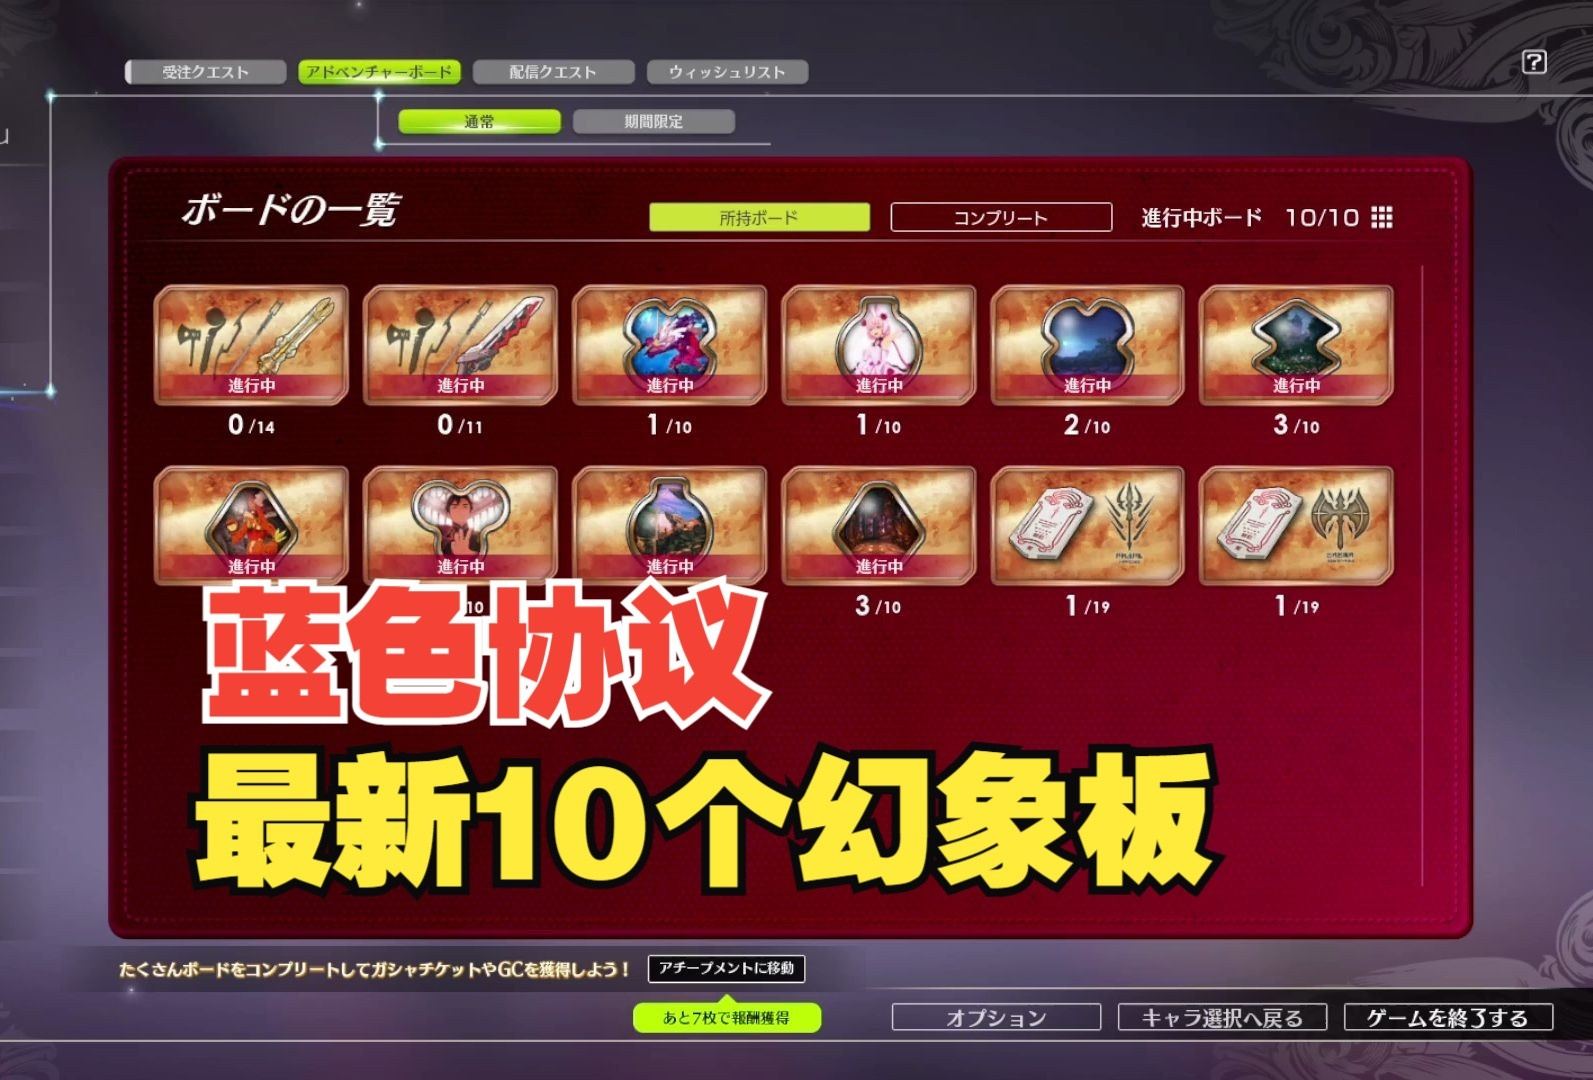 受注クエスト アドベンチャーボード 配信クエスト ウィッシュリスト ?
通常 期間限定
ボードの一覧 所持ボード コンプリート 進行中ボード 10/10
進行中 進行中 進行中 進行中 進行中 進行中
0/14 0/11 1/10 1/10 2/10 3/10
進行中 進行中 進行中 進行中
10 3/10 1/19 1/19
蓝色协议
最新10个幻象板
たくさんボードをコンプリートしてガシャチケットやGCを獲得しよう! アチーブメントに移動
あと7枚で報酬獲得 オプション キャラ選択へ戻る ゲームを終了する